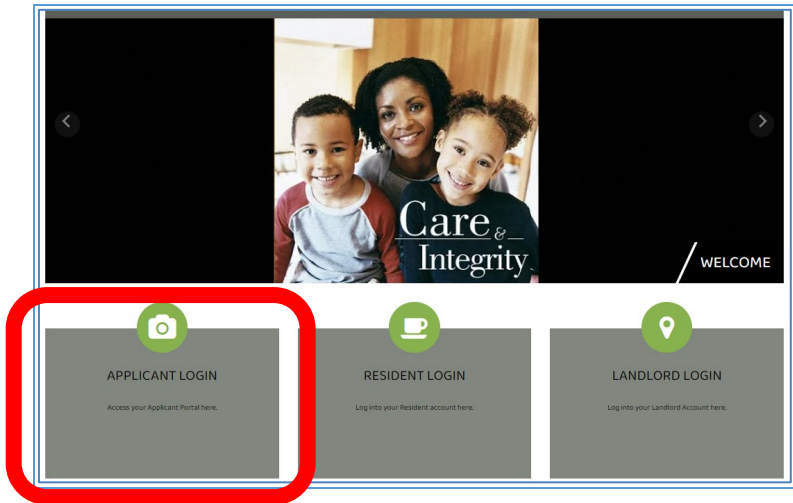 Care &
Integrity
WELCOME
APPLICANT LOGIN
Access your Applicant Portal here.
RESIDENT LOGIN
Log into your Resident account here.
LANDLORD LOGIN
Log into your Landlord Account here.